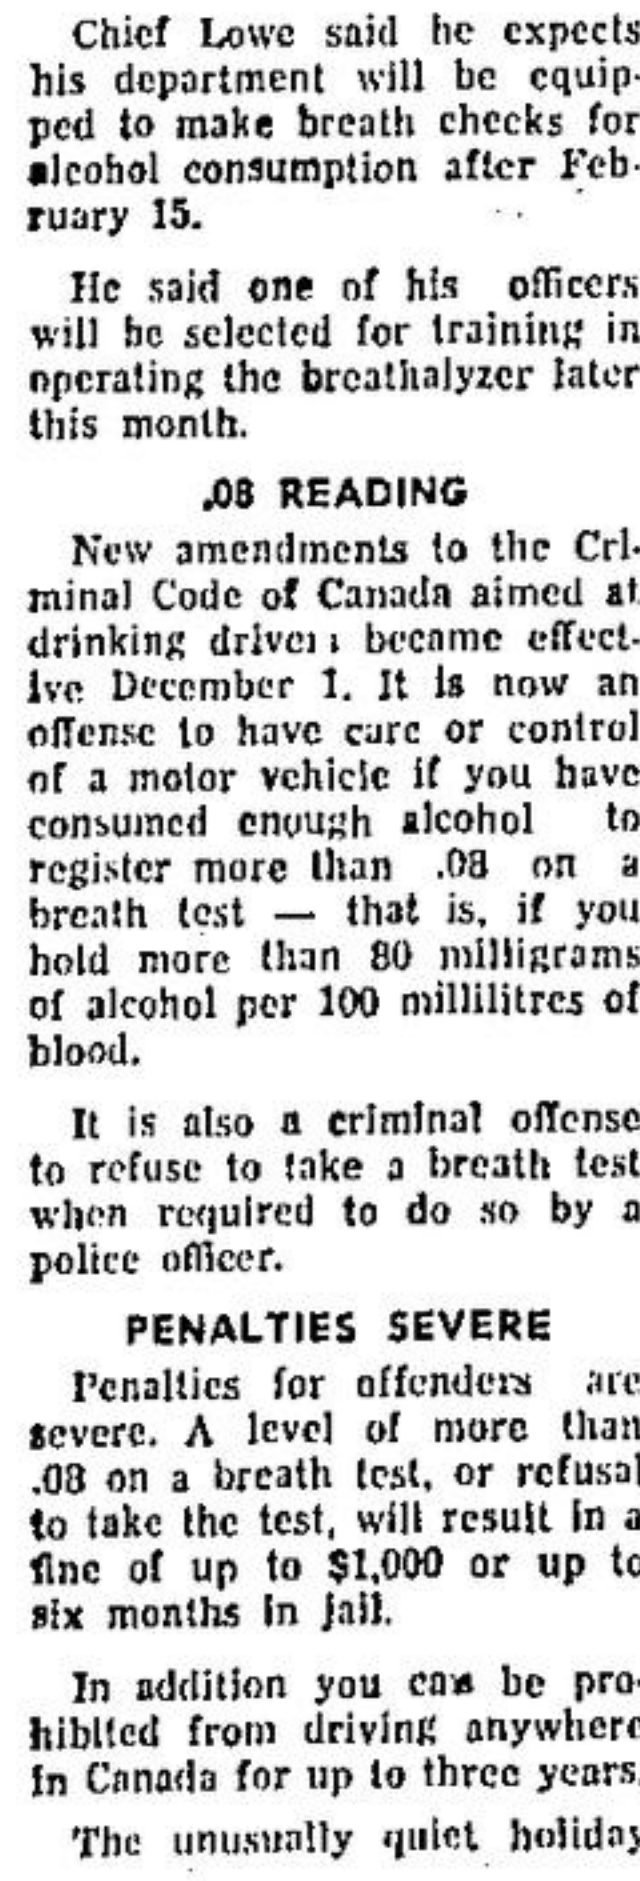 Chief Lowe said he expects
his department will be equip-
ped to make breath checks for
alcohol consumption after Feb-
ruary 15.
He said one of his officers
will be selected for training in
operating the breathalyzer later
this month.
.08 READING
New amendments to the Cri-
minal Code of Canada aimed at
drinking drivers became effect-
ive December 1. It is now an
offense to have care or control
of a motor vehicle if you have
consumed enough alcohol to
register more than .08 on a
breath test — that is, if you
hold more than 80 milligrams
of alcohol per 100 millilitres of
blood.
It is also a criminal offense
to refuse to take a breath test
when required to do so by a
police officer.
PENALTIES SEVERE
Penalties for offenders are
severe. A level of more than
.08 on a breath test, or refusal
to take the test, will result in a
fine of up to $1,000 or up to
six months in jail.
In addition you can be pro-
hibited from driving anywhere
in Canada for up to three years.
The unusually quiet holiday